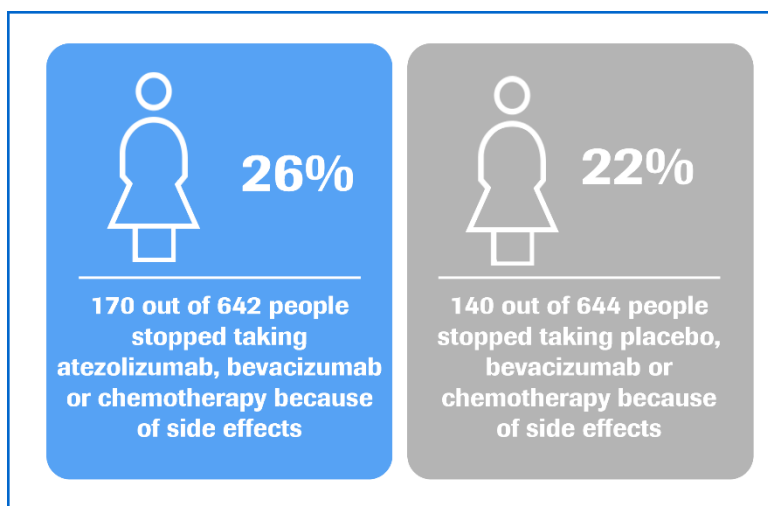 26%
170 out of 642 people
stopped taking
atezolizumab, bevacizumab
or chemotherapy because
of side effects
22%
140 out of 644 people
stopped taking placebo,
bevacizumab or
chemotherapy because
of side effects